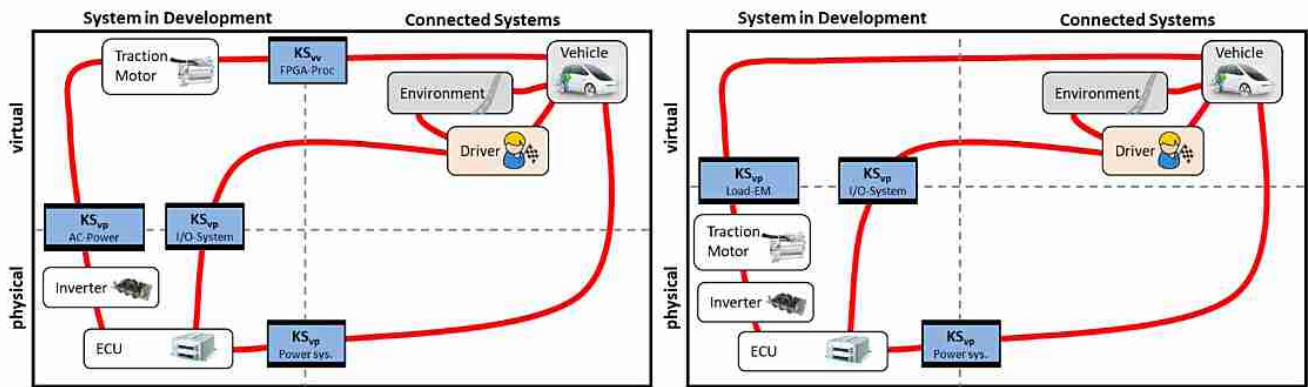 System in Development
Connected Systems
virtual
physical
Traction
Motor
KSvv
FPGA-Proc
Vehicle
Environment
Driver
KSvp
AC-Power
KSvp
I/O-System
Inverter
ECU
KSvp
Power sys.
System in Development
Connected Systems
virtual
physical
Vehicle
Environment
Driver
KSvp
Load-EM
KSvp
I/O-System
Traction
Motor
Inverter
ECU
KSvp
Power sys.